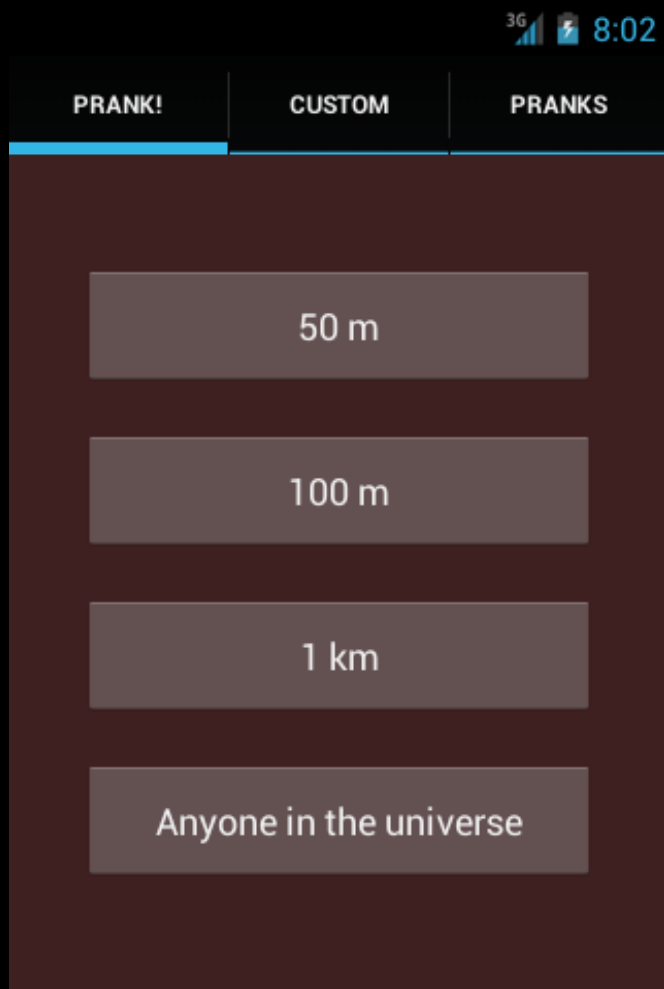 3G 8:02
PRANK! CUSTOM PRANKS
50 m
100 m
1 km
Anyone in the universe